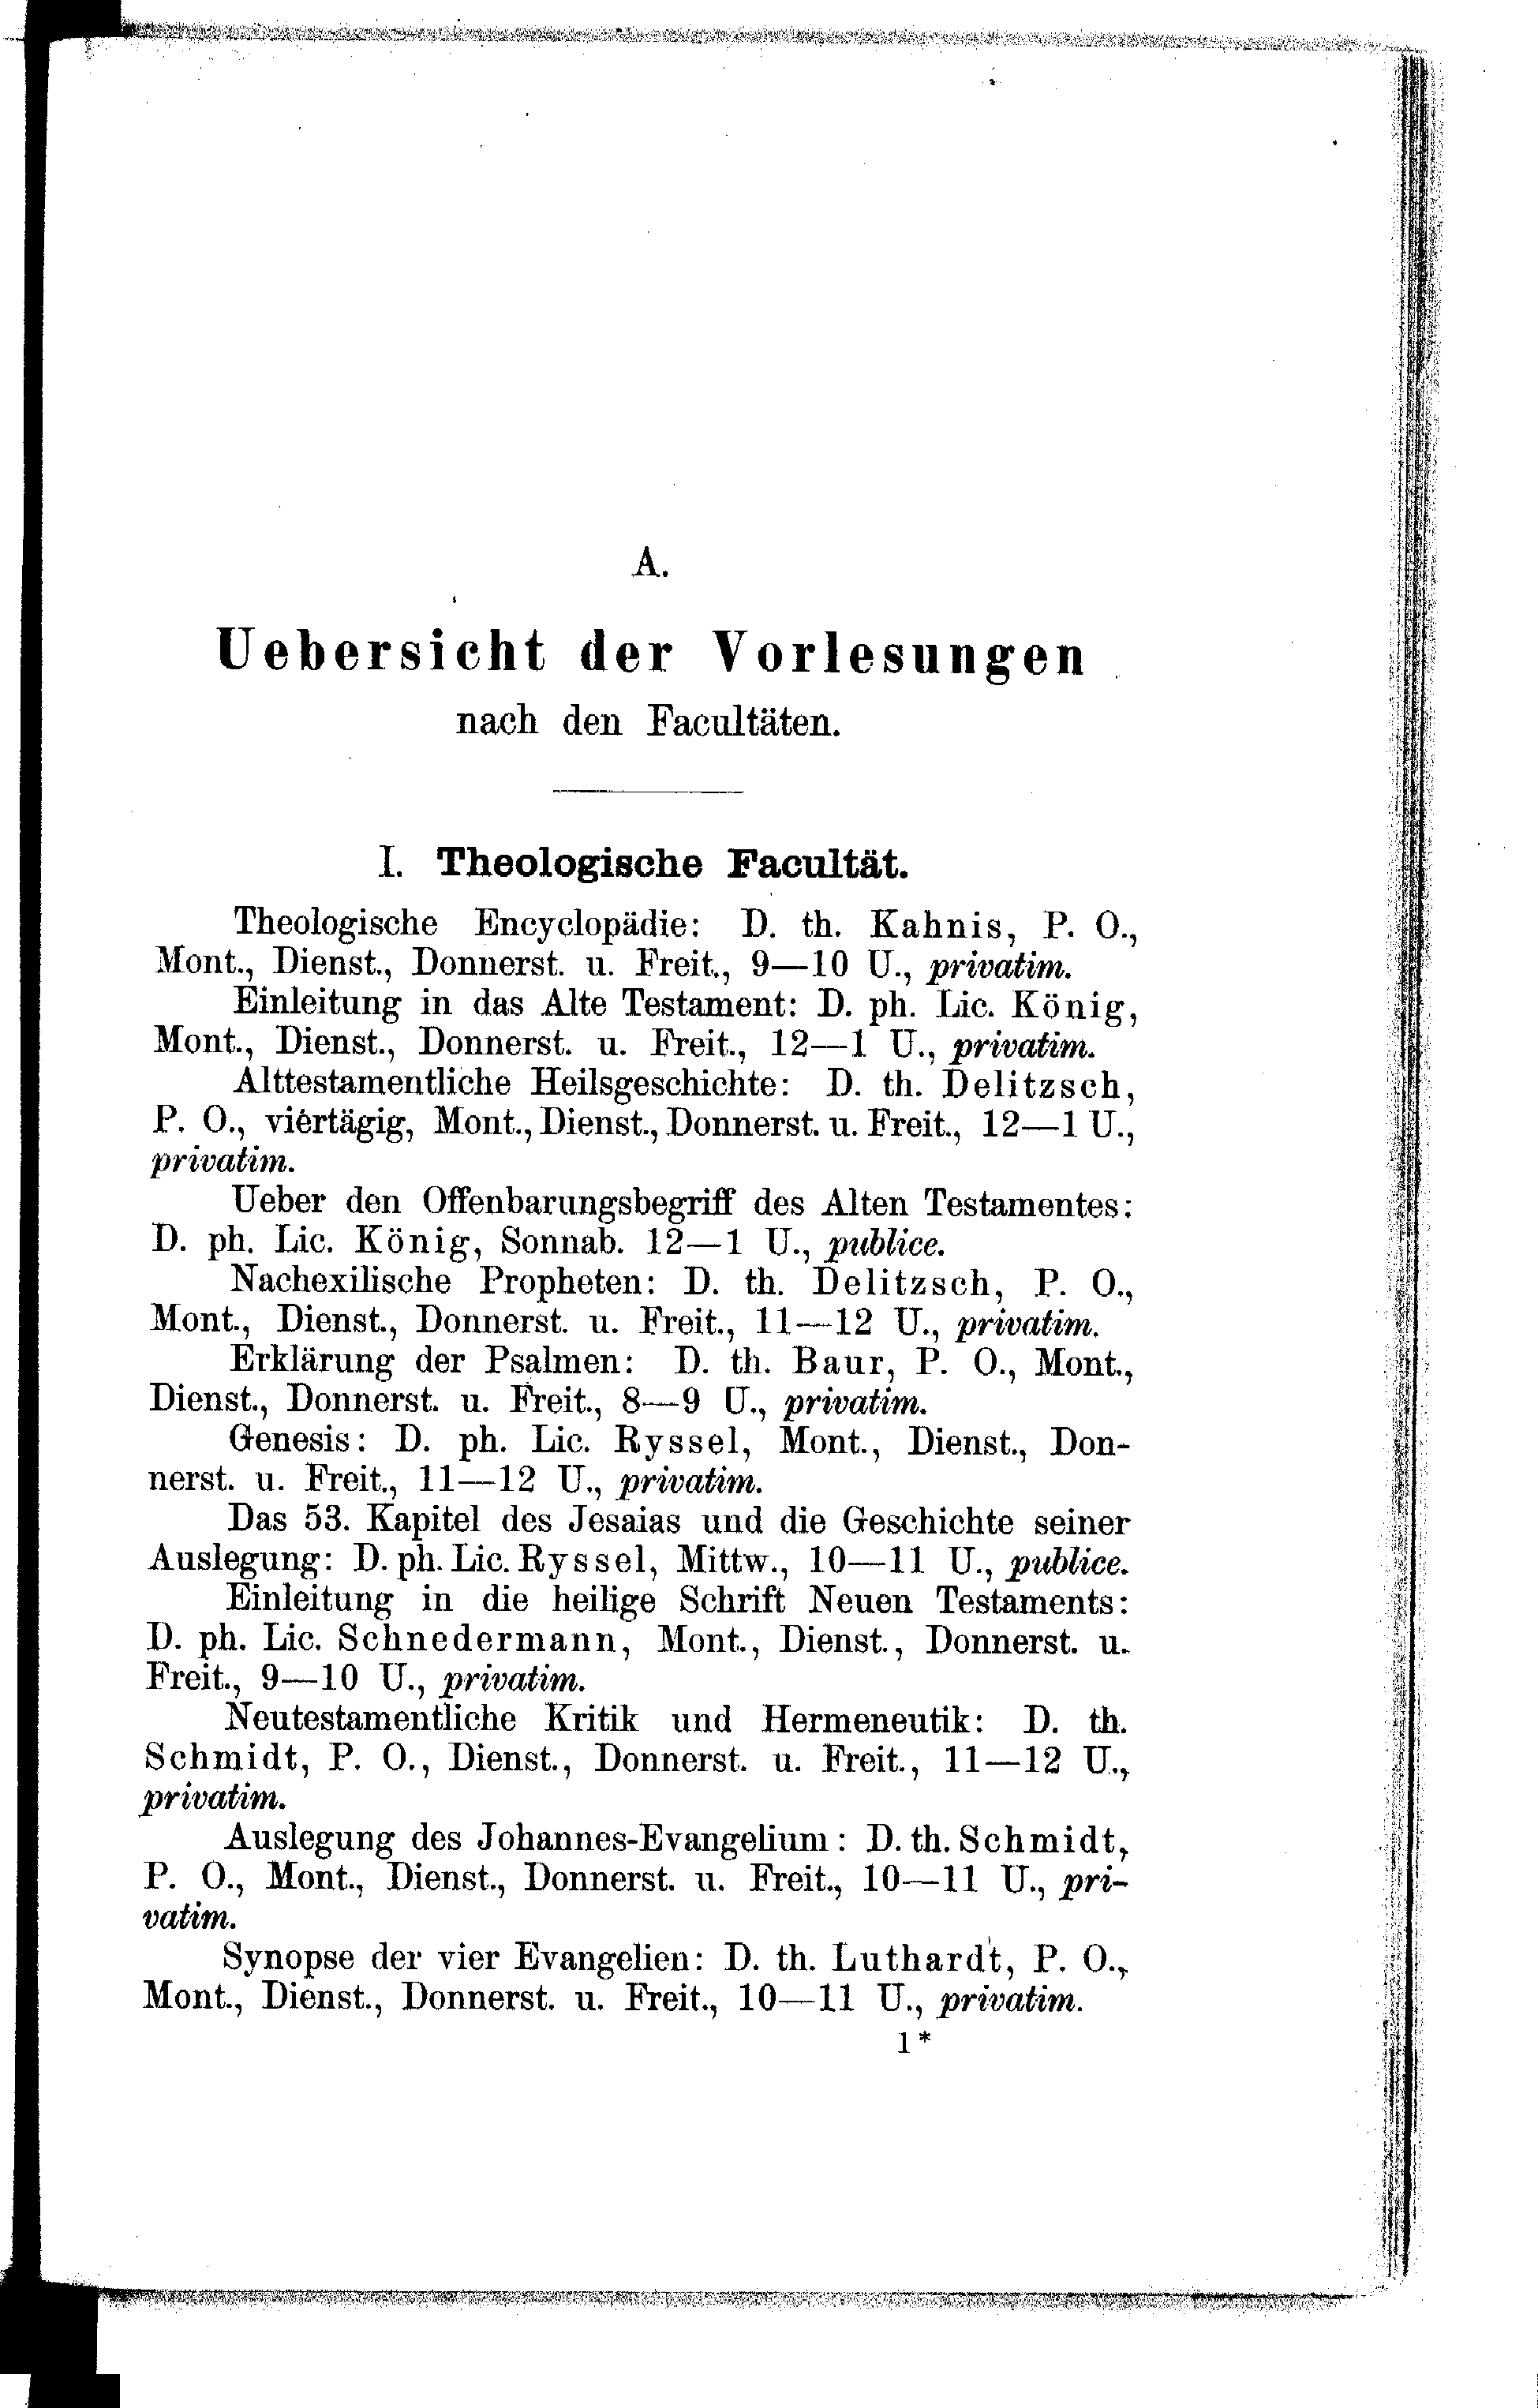 A.
Uebersicht der Vorlesungen
nach den Facultäten.
I. Theologische Facultät.
Theologische Encyclopädie: D. th. Kahnis, P. O.,
Mont., Dienst., Donnerst. u. Freit., 9—10 U., privatim.
Einleitung in das Alte Testament: D. ph. Lic. König,
Mont., Dienst., Donnerst. u. Freit., 12—1 U., privatim.
Alttestamentliche Heilsgeschichte: D. th. Delitzsch,
P. O., viertägig, Mont., Dienst., Donnerst. u. Freit., 12—1 U.,
privatim.
Ueber den Offenbarungsbegriff des Alten Testamentes:
D. ph. Lic. König, Sonnab. 12—1 U., publice.
Nachexilische Propheten: D. th. Delitzsch, P. O.,
Mont., Dienst., Donnerst. u. Freit., 11—12 U., privatim.
Erklärung der Psalmen: D. th. Baur, P. O., Mont.,
Dienst., Donnerst. u. Freit., 8—9 U., privatim.
Genesis: D. ph. Lic. Ryssel, Mont., Dienst., Don-
nerst. u. Freit., 11—12 U., privatim.
Das 53. Kapitel des Jesaias und die Geschichte seiner
Auslegung: D. ph. Lic. Ryssel, Mittw., 10—11 U., publice.
Einleitung in die heilige Schrift Neuen Testaments:
D. ph. Lic. Schnedermann, Mont., Dienst., Donnerst. u.
Freit., 9—10 U., privatim.
Neutestamentliche Kritik und Hermeneutik: D. th.
Schmidt, P. O., Dienst., Donnerst. u. Freit., 11—12 U.,
privatim.
Auslegung des Johannes-Evangelium: D. th. Schmidt,
P. O., Mont., Dienst., Donnerst. u. Freit., 10—11 U., pri-
vatim.
Synopse der vier Evangelien: D. th. Luthardt, P. O.,
Mont., Dienst., Donnerst. u. Freit., 10—11 U., privatim.
1*